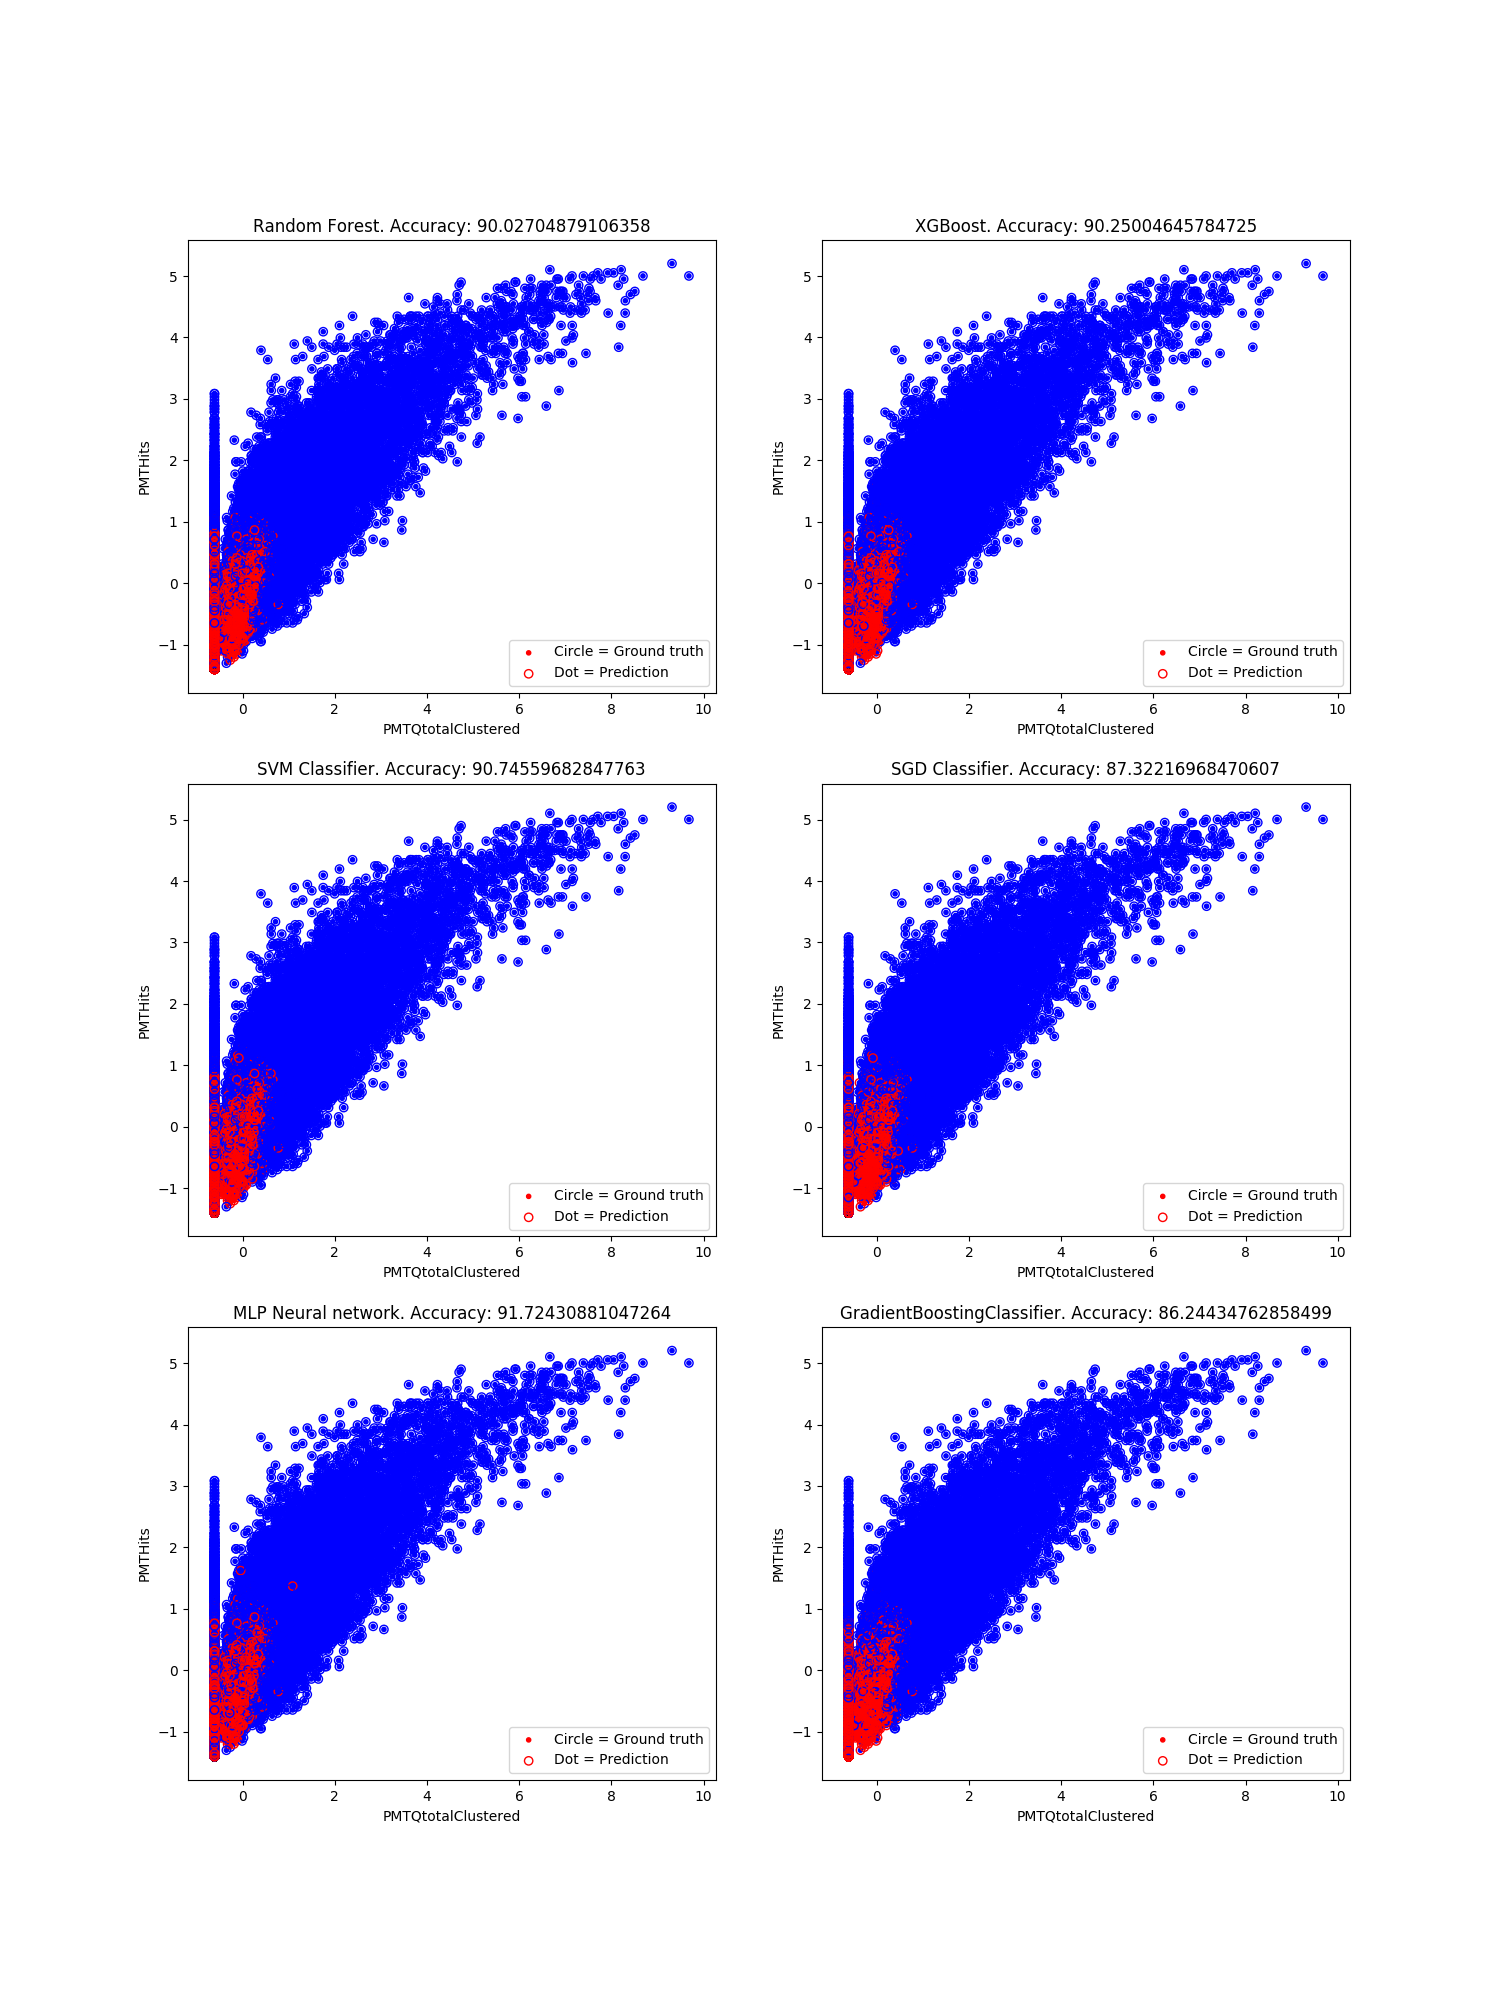 Random Forest. Accuracy: 90.02704879106358
5
4
3
2
1
0
−1
PMTHits
Circle = Ground truth
Dot = Prediction
0 2 4 6 8 10
PMTQtotalClustered
XGBoost. Accuracy: 90.25004645784725
5
4
3
2
1
0
−1
PMTHits
Circle = Ground truth
Dot = Prediction
0 2 4 6 8 10
PMTQtotalClustered
SVM Classifier. Accuracy: 90.74559682847763
5
4
3
2
1
0
−1
PMTHits
Circle = Ground truth
Dot = Prediction
0 2 4 6 8 10
PMTQtotalClustered
SGD Classifier. Accuracy: 87.32216968470607
5
4
3
2
1
0
−1
PMTHits
Circle = Ground truth
Dot = Prediction
0 2 4 6 8 10
PMTQtotalClustered
MLP Neural network. Accuracy: 91.72430881047264
5
4
3
2
1
0
−1
PMTHits
Circle = Ground truth
Dot = Prediction
0 2 4 6 8 10
PMTQtotalClustered
GradientBoostingClassifier. Accuracy: 86.24434762858499
5
4
3
2
1
0
−1
PMTHits
Circle = Ground truth
Dot = Prediction
0 2 4 6 8 10
PMTQtotalClustered